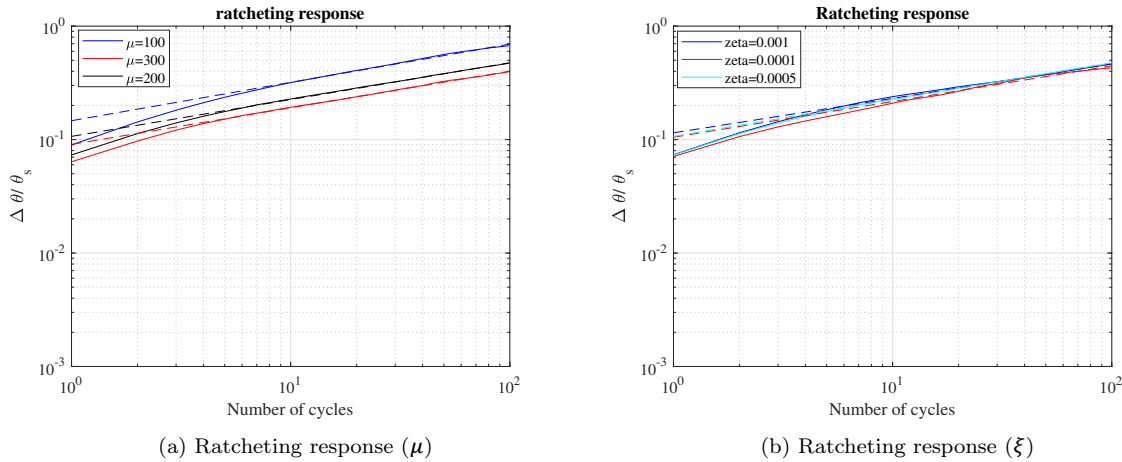 ratcheting response
10^0
μ=100
μ=300
μ=200
10^-1
Δ θ/ θ_s
10^-2
10^-3
10^0
10^1
10^2
Number of cycles
(a) Ratcheting response (μ)
Ratcheting response
10^0
zeta=0.001
zeta=0.0001
zeta=0.0005
10^-1
Δ θ/ θ_s
10^-2
10^-3
10^0
10^1
10^2
Number of cycles
(b) Ratcheting response (ξ)